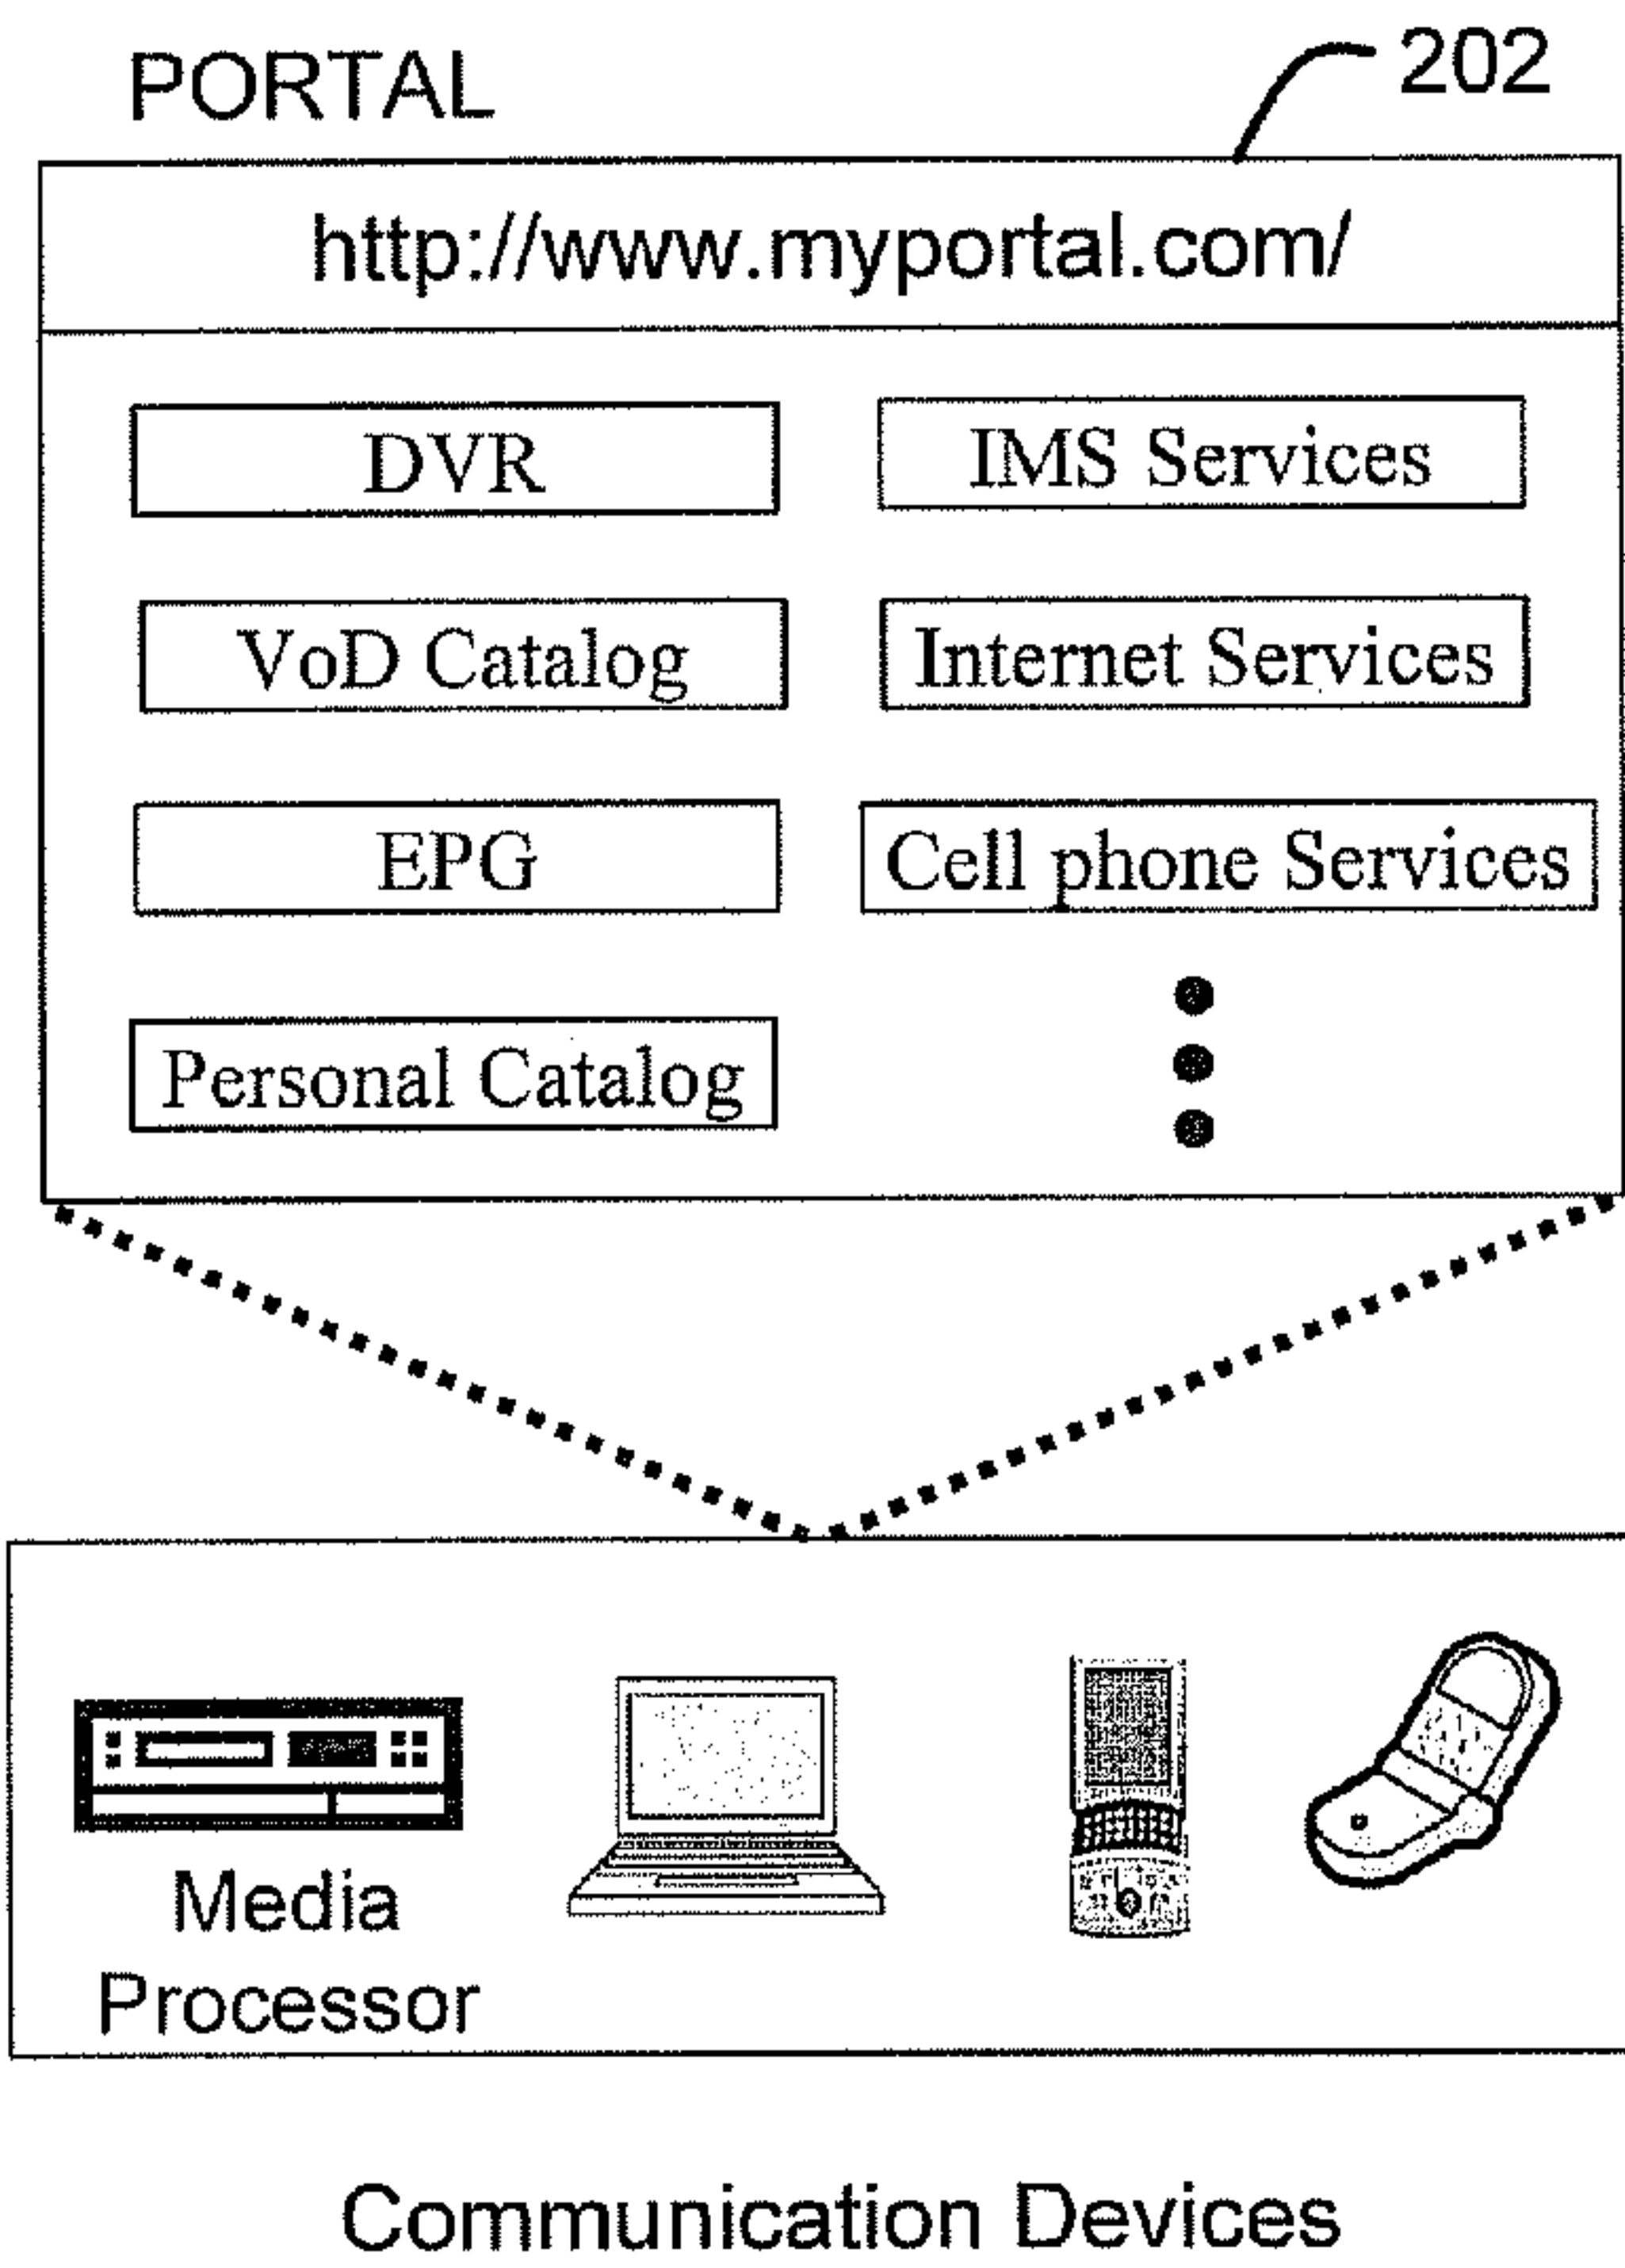 PORTAL
202
http://www.myportal.com/
DVR
IMS Services
VoD Catalog
Internet Services
EPG
Cell phone Services
Personal Catalog
Media
Processor
Communication Devices